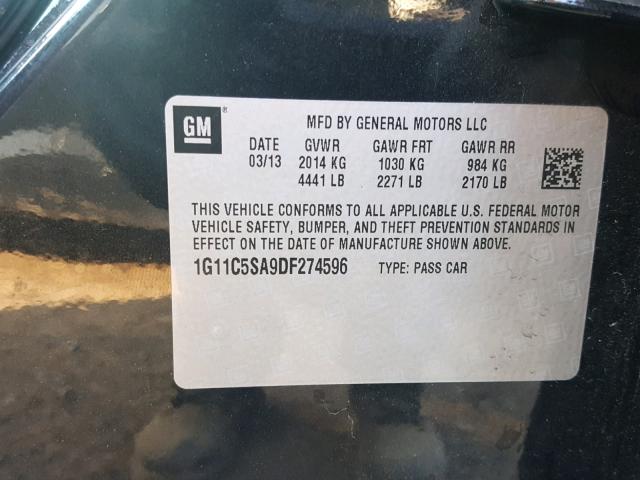 GM®
MFD BY GENERAL MOTORS LLC
DATE GVWR GAWR FRT GAWR RR
03/13 2014 KG 1030 KG 984 KG
4441 LB 2271 LB 2170 LB
THIS VEHICLE CONFORMS TO ALL APPLICABLE U.S. FEDERAL MOTOR
VEHICLE SAFETY, BUMPER, AND THEFT PREVENTION STANDARDS IN
EFFECT ON THE DATE OF MANUFACTURE SHOWN ABOVE.
1G11C5SA9DF274596 TYPE: PASS CAR